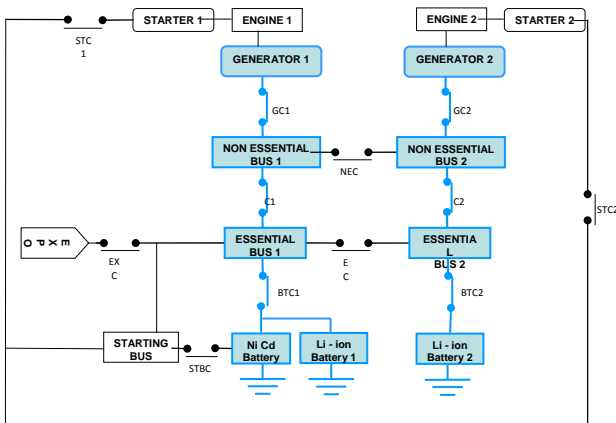 STARTER 1
ENGINE 1
ENGINE 2
STARTER 2
STC
1
GENERATOR 1
GENERATOR 2
GC1
GC2
NON ESSENTIAL
BUS 1
NON ESSENTIAL
BUS 2
NEC
C1
C2
STC2
EXPO
EX
C
ESSENTIAL
BUS 1
E
C
ESSENTIA
L
BUS 2
BTC1
BTC2
STARTING
BUS
STBC
Ni Cd
Battery
Li - ion
Battery 1
Li - ion
Battery 2